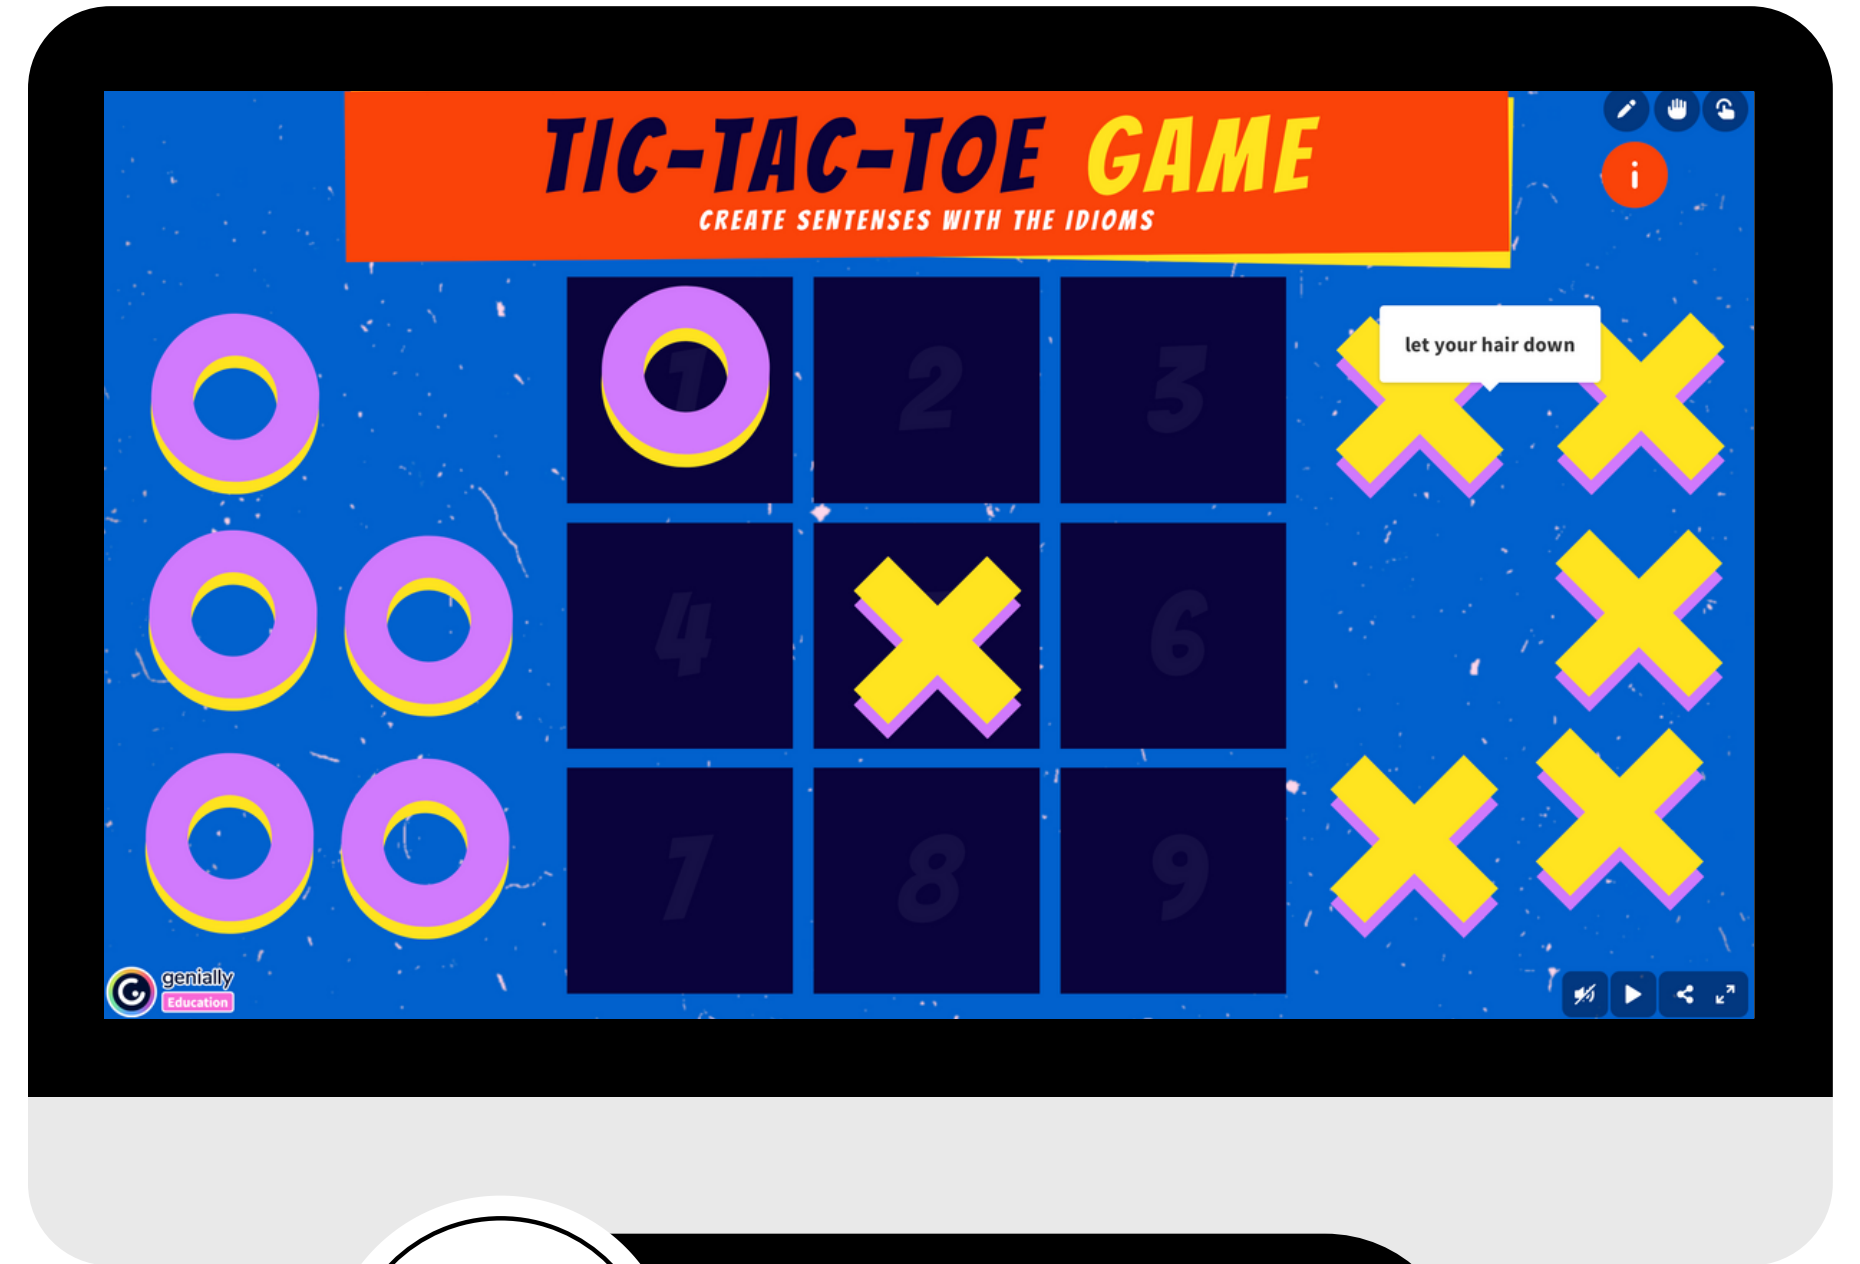 TIC-TAC-TOE GAME
CREATE SENTENSES WITH THE IDIOMS
i
let your hair down
1
2
3
4
6
7
8
9
genially
Education